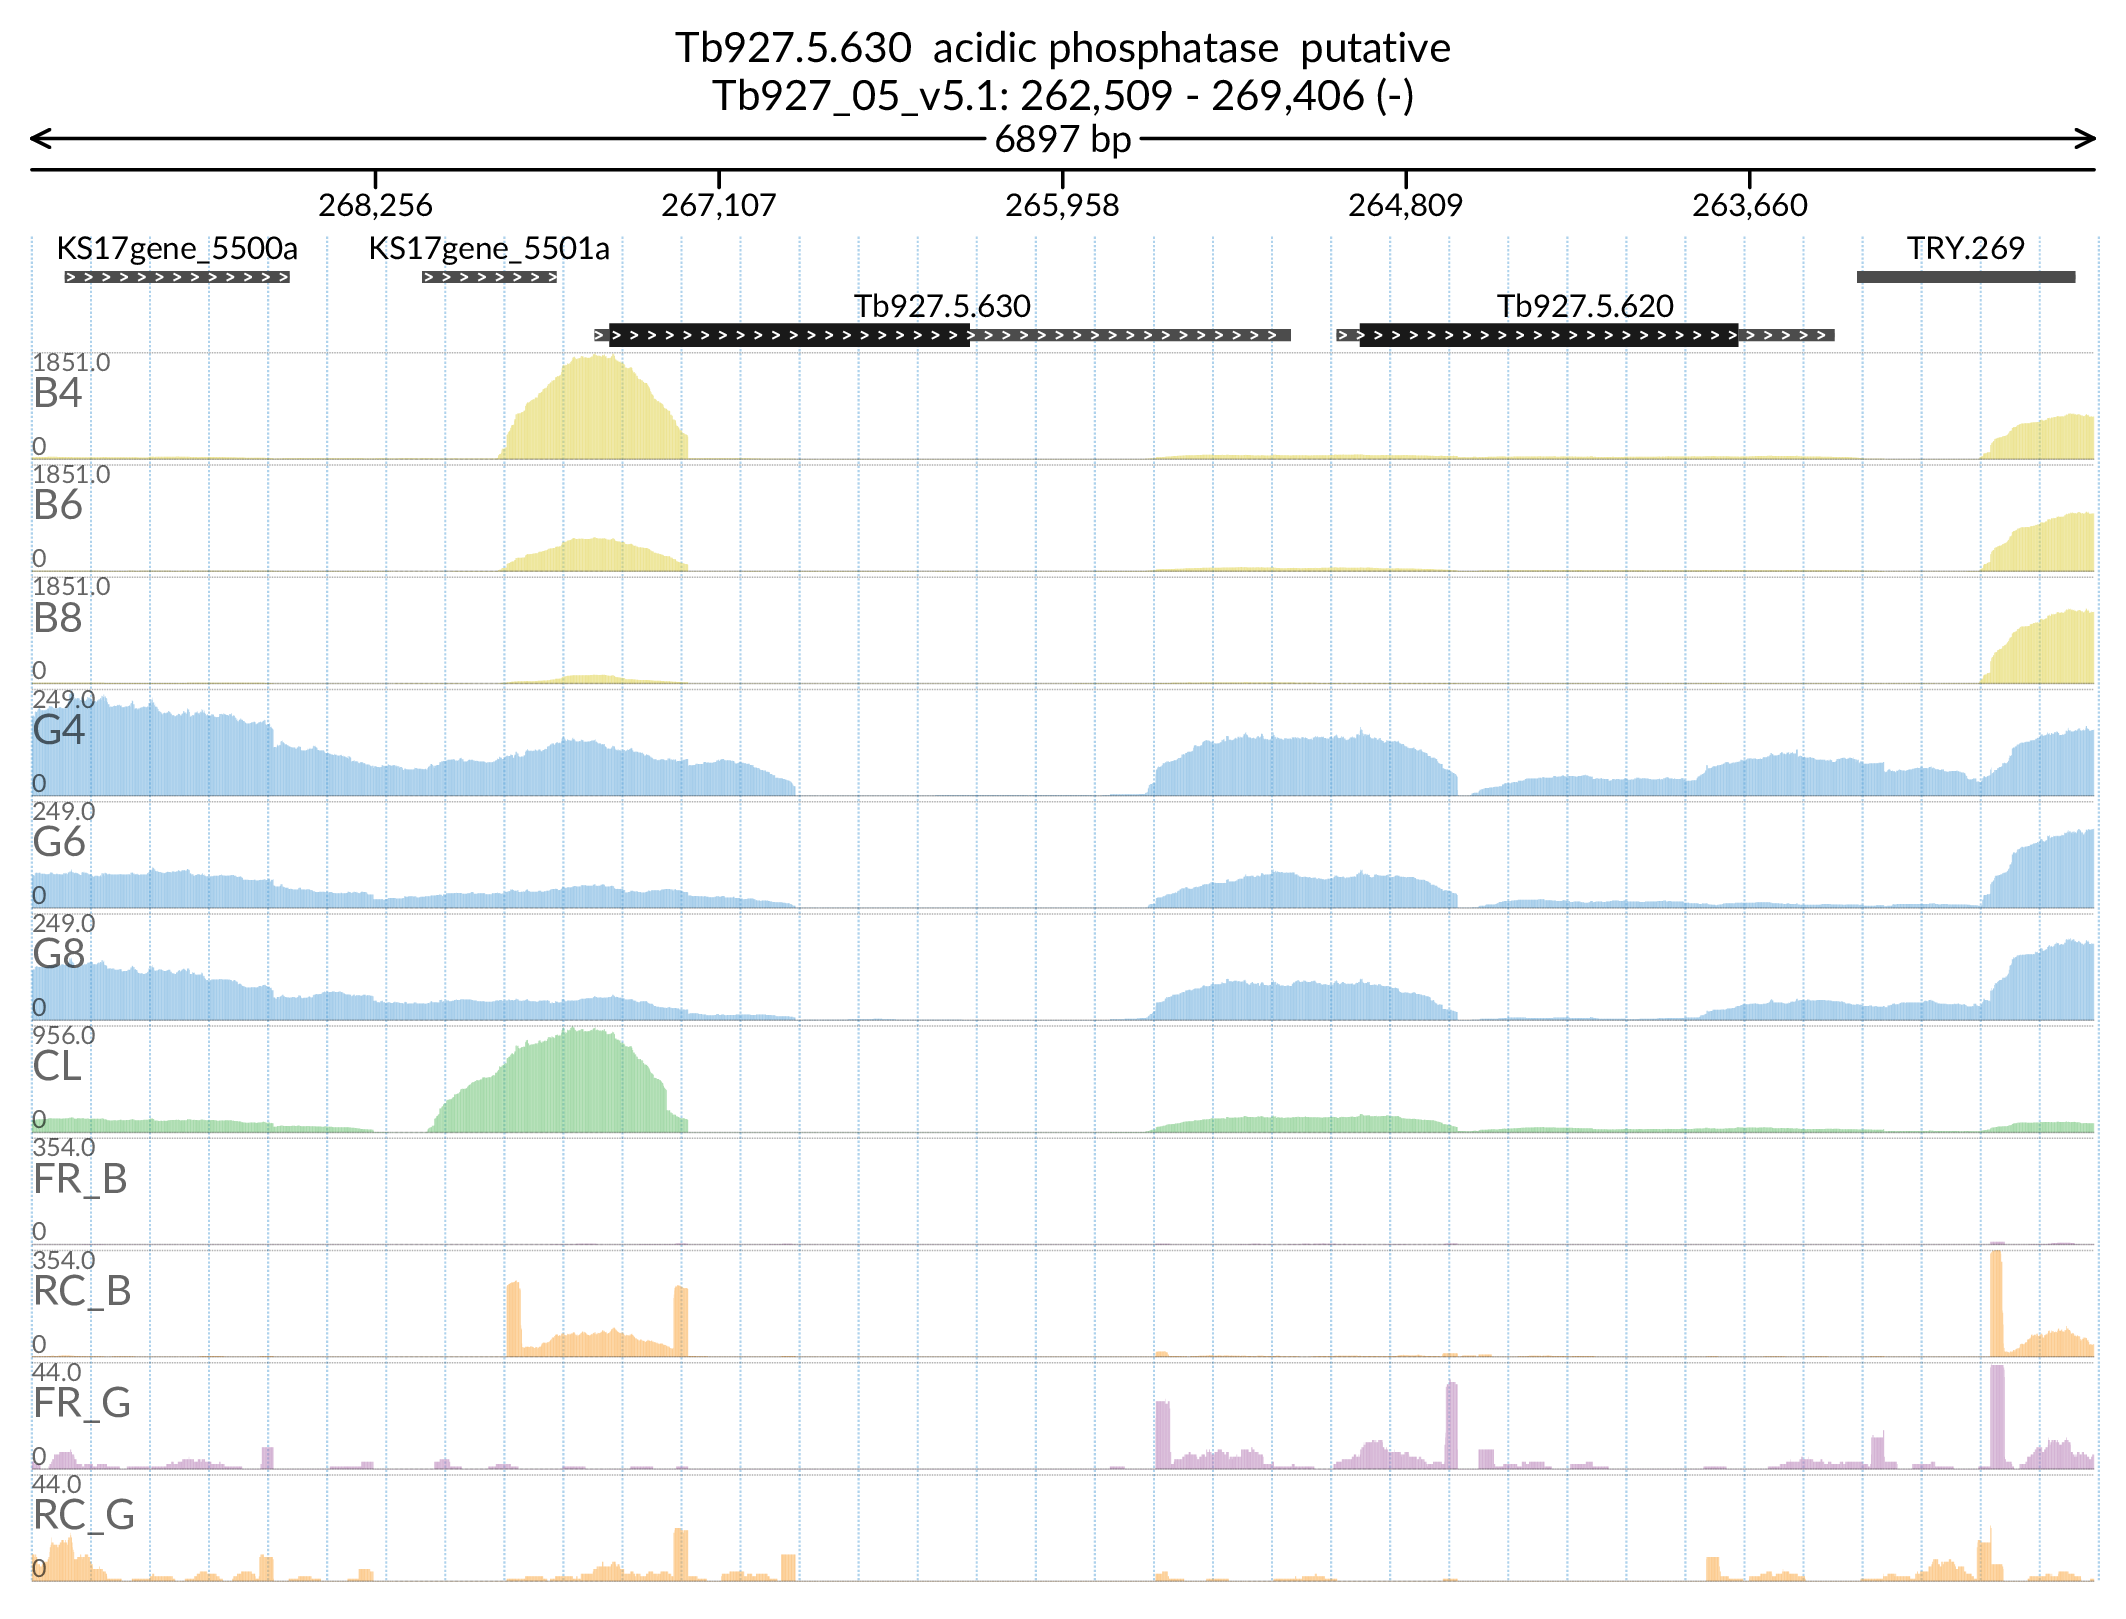 Tb927.5.630 acidic phosphatase putative
Tb927_05_v5.1: 262,509 - 269,406 (-)
6897 bp
268,256 267,107 265,958 264,809 263,660
KS17gene_5500a KS17gene_5501a TRY.269
Tb927.5.630 Tb927.5.620
1851.0
B4
0
1851.0
B6
0
1851.0
B8
0
249.0
G4
0
249.0
G6
0
249.0
G8
0
956.0
CL
0
354.0
FR_B
0
354.0
RC_B
0
44.0
FR_G
0
44.0
RC_G
0